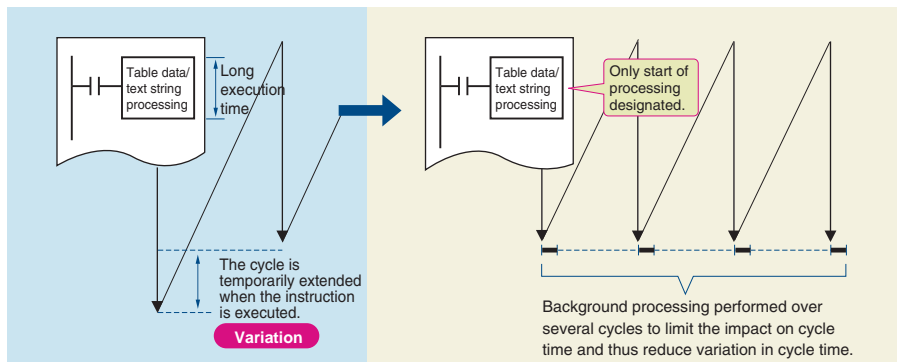 Table data/
text string
processing
Long
execution
time
The cycle is
temporarily extended
when the instruction
is executed.
Variation
Table data/
text string
processing
Only start of
processing
designated.
Background processing performed over
several cycles to limit the impact on cycle
time and thus reduce variation in cycle time.